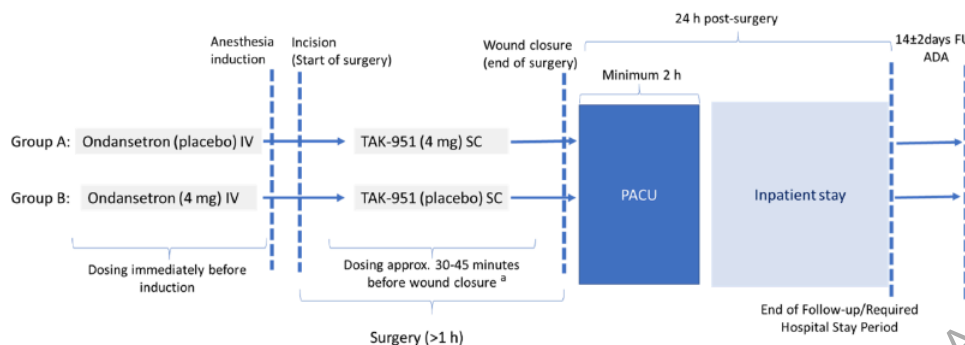 24 h post-surgery
Anesthesia
induction
Incision
(Start of surgery)
Wound closure
(end of surgery)
14±2days FU
ADA
Minimum 2 h
Group A: Ondansetron (placebo) IV TAK-951 (4 mg) SC
Group B: Ondansetron (4 mg) IV TAK-951 (placebo) SC
PACU
Inpatient stay
Dosing immediately before
induction
Dosing approx. 30-45 minutes
before wound closure a
Surgery (>1 h)
End of Follow-up/Required
Hospital Stay Period